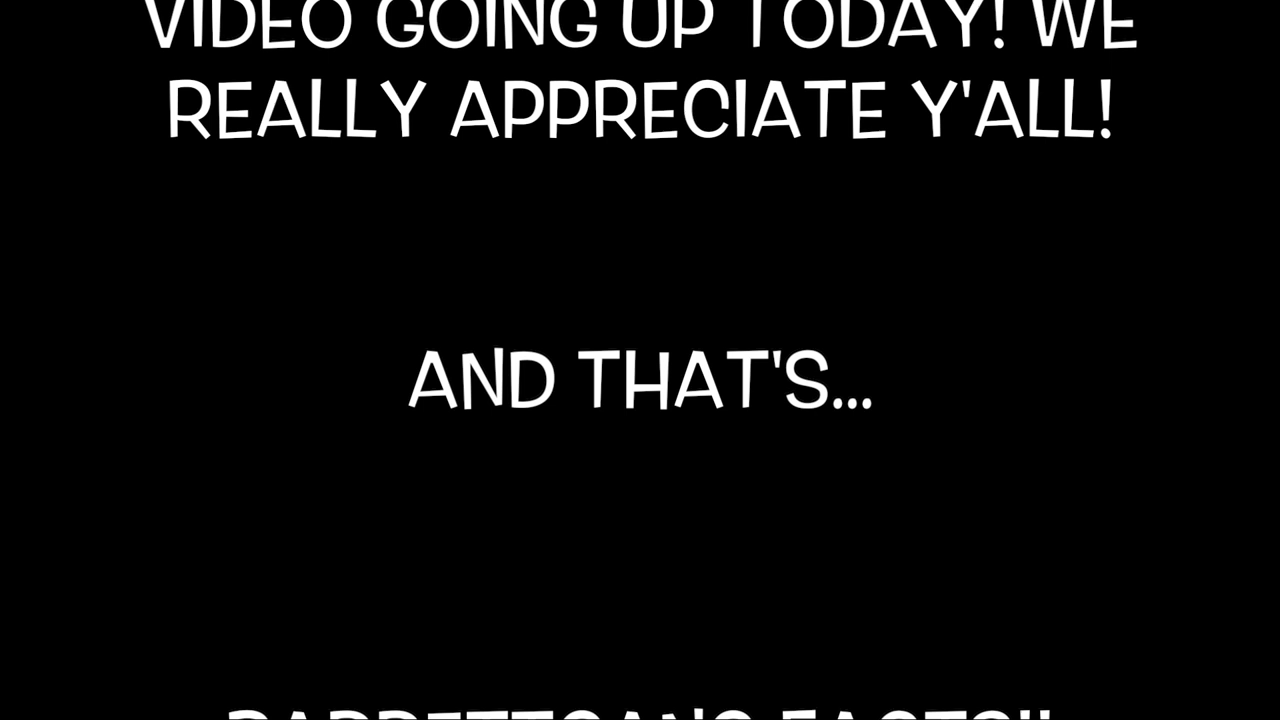 VIDEO GOING UP TODAY! WE
REALLY APPRECIATE Y'ALL!
AND THAT'S...